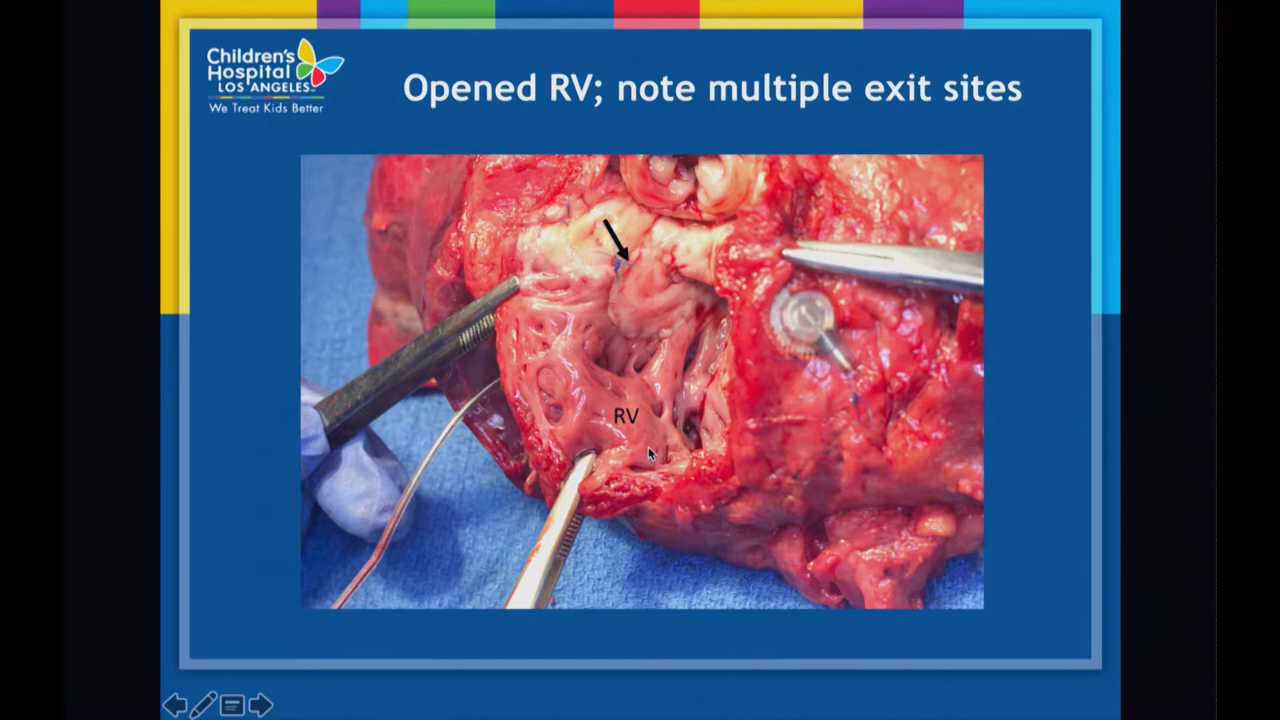 Children's
Hospital
LOS ANGELES
We Treat Kids Better
Opened RV; note multiple exit sites
RV